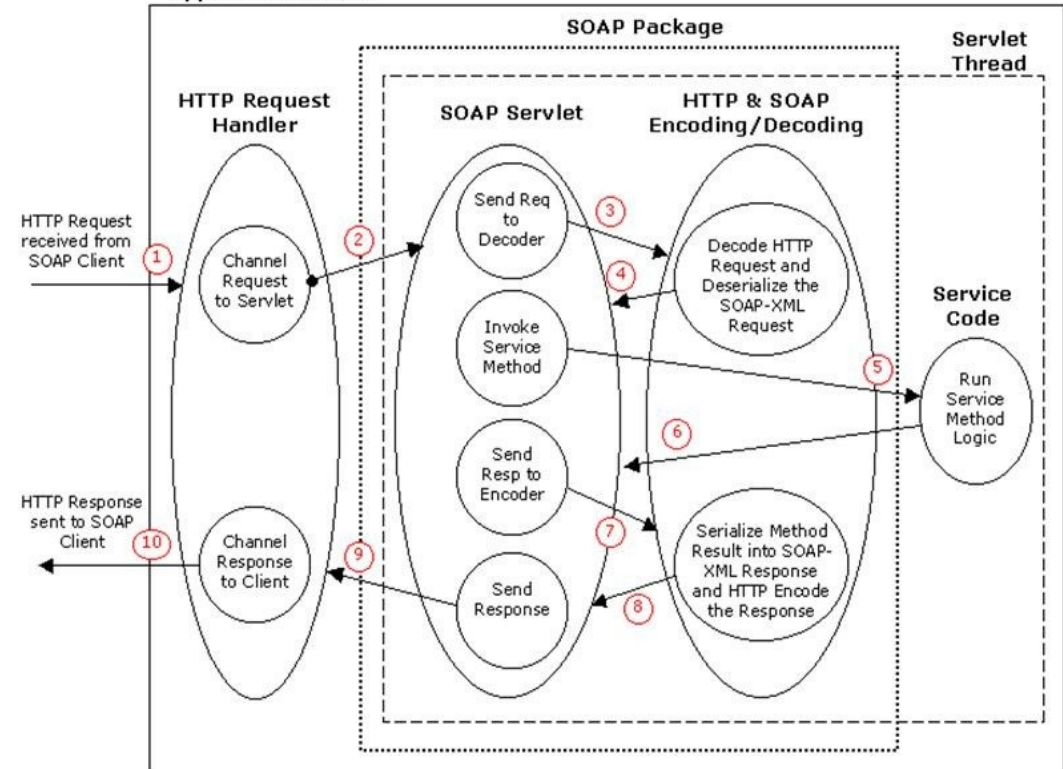 SOAP Package
Servlet
Thread
HTTP Request
Handler
SOAP Servlet
HTTP & SOAP
Encoding/Decoding
HTTP Request
received from
SOAP Client
1
Channel
Request
to Servlet
2
Send Req
to
Decoder
3
Decode HTTP
Request and
Deserialize the
SOAP-XML
Request
4
Invoke
Service
Method
5
Service
Code
Run
Service
Method
Logic
6
Send
Resp to
Encoder
7
Serialize Method
Result into SOAP-
XML Response
and HTTP Encode
the Response
8
Send
Response
9
Channel
Response
to Client
HTTP Response
sent to SOAP
Client
10